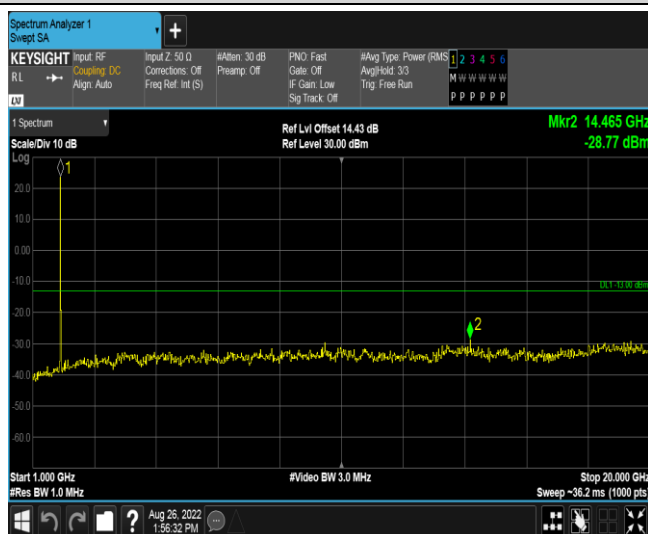 Spectrum Analyzer 1
Swept SA
+
KEYSIGHT
RL
LXI
Input: RF
Coupling: DC
Align: Auto
Input Z: 50 Ω
Corrections: Off
Freq Ref: Int (S)
#Atten: 30 dB
Preamp: Off
PNO: Fast
Gate: Off
IF Gain: Low
Sig Track: Off
#Avg Type: Power (RMS
Avg|Hold: 3/3
Trig: Free Run
1 2 3 4 5 6
M W W W W W
P P P P P P
1 Spectrum
Scale/Div 10 dB
Ref Lvl Offset 14.43 dB
Ref Level 30.00 dBm
Mkr2 14.465 GHz
-28.77 dBm
Log
1
20.0
10.0
0.00
-10.0
DL1 -13.00 dBm
2
-20.0
-30.0
-40.0
-50.0
-60.0
Start 1.000 GHz
#Video BW 3.0 MHz
Stop 20.000 GHz
#Res BW 1.0 MHz
Sweep ~36.2 ms (1000 pts)
?
Aug 26, 2022
1:56:32 PM